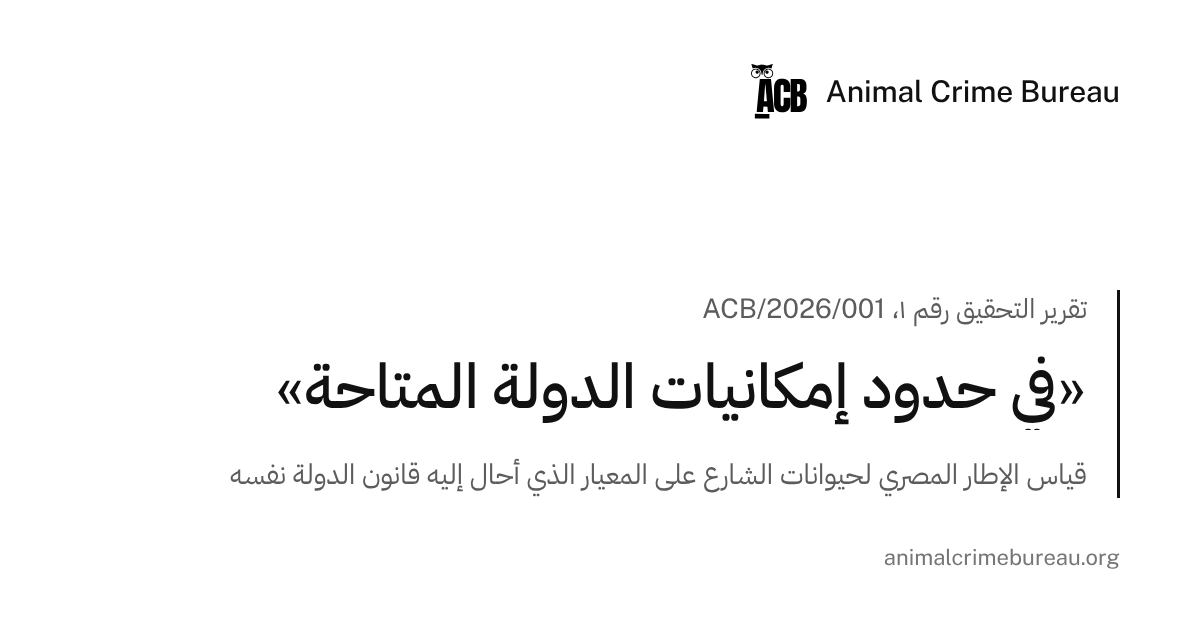 ACB Animal Crime Bureau
تقرير التحقيق رقم ١، ACB/2026/001
«في حدود إمكانيات الدولة المتاحة»
قياس الإطار المصري لحيوانات الشارع على المعيار الذي أحال إليه قانون الدولة نفسه
animalcrimebureau.org